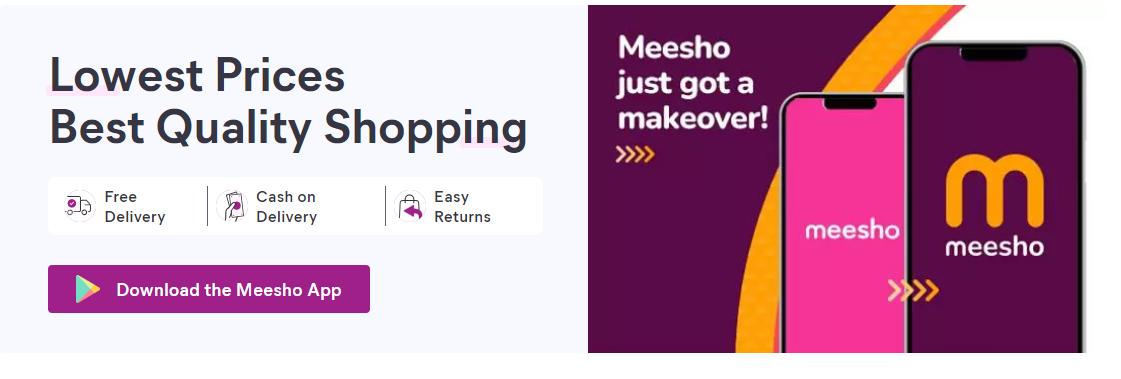 Lowest Prices
Best Quality Shopping
Free
Delivery
Cash on
Delivery
Easy
Returns
Download the Meesho App
Meesho
just got a
makeover!
meesho
m
meesho